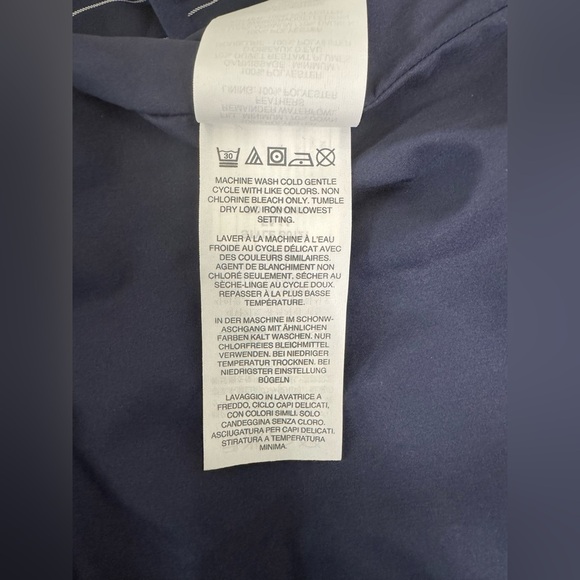 30
MACHINE WASH COLD GENTLE
CYCLE WITH LIKE COLORS. NON
CHLORINE BLEACH ONLY. TUMBLE
DRY LOW. IRON ON LOWEST
SETTING.
LAVER À LA MACHINE À L'EAU
FROIDE AU CYCLE DÉLICAT AVEC
DES COULEURS SIMILAIRES.
AGENT DE BLANCHIMENT NON
CHLORÉ SEULEMENT. SÉCHER AU
SÈCHE-LINGE AU CYCLE DOUX.
REPASSER À LA PLUS BASSE
TEMPÉRATURE.
IN DER MASCHINE IM SCHONW-
ASCHGANG MIT ÄHNLICHEN
FARBEN KALT WASCHEN. NUR
CHLORFREIES BLEICHMITTEL
VERWENDEN. BEI NIEDRIGER
TEMPERATUR TROCKNEN. BEI
NIEDRIGSTER EINSTELLUNG
BÜGELN
LAVAGGIO IN LAVATRICE A
FREDDO, CICLO CAPI DELICATI,
CON COLORI SIMILI. SOLO
CANDEGGINA SENZA CLORO.
ASCIUGATURA PER CAPI DELICATI.
STIRATURA A TEMPERATURA
MINIMA.